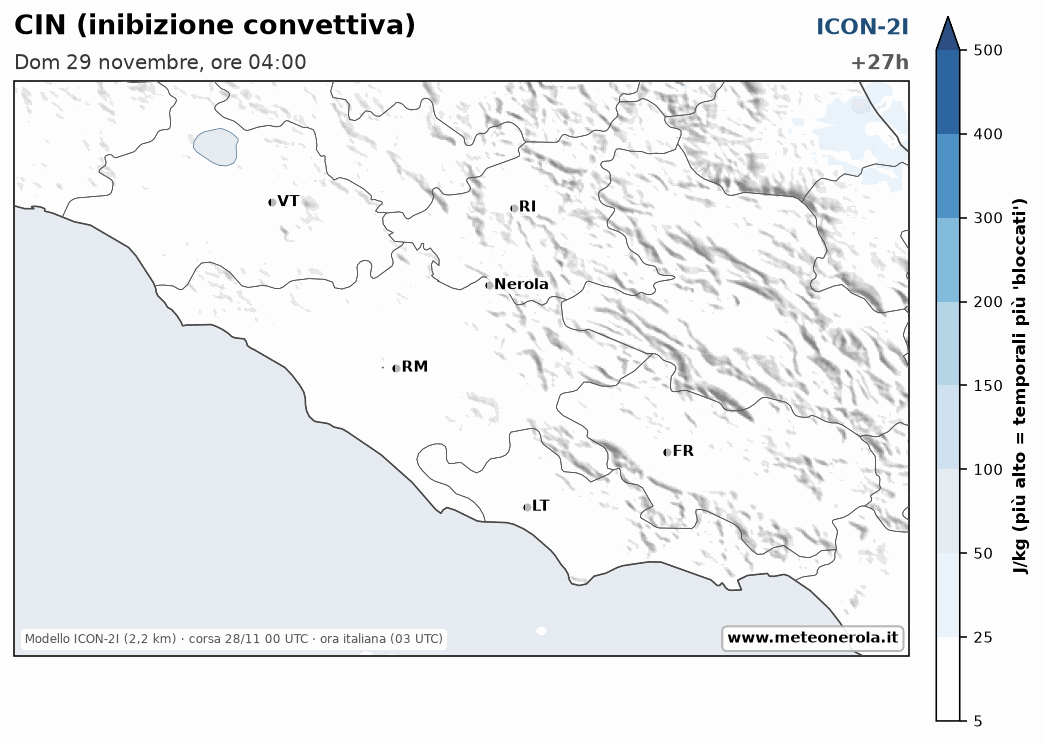 CIN (inibizione convettiva)
ICON-2I
Dom 29 novembre, ore 04:00
+27h
500
400
300
200
150
100
50
25
5
J/kg (più alto = temporali più 'bloccati')
VT
RI
Nerola
RM
FR
LT
Modello ICON-2I (2,2 km) · corsa 28/11 00 UTC · ora italiana (03 UTC)
www.meteonerola.it